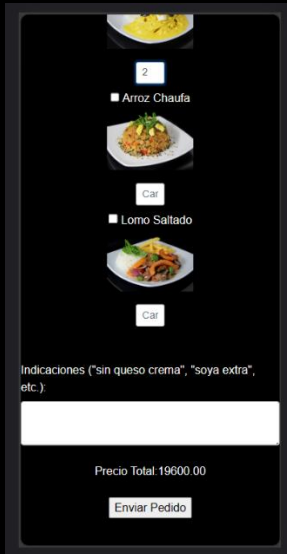 2
Arroz Chaufa
Car
Lomo Saltado
Car
Indicaciones ("sin queso crema", "soya extra",
etc.):
Precio Total:19600.00
Enviar Pedido